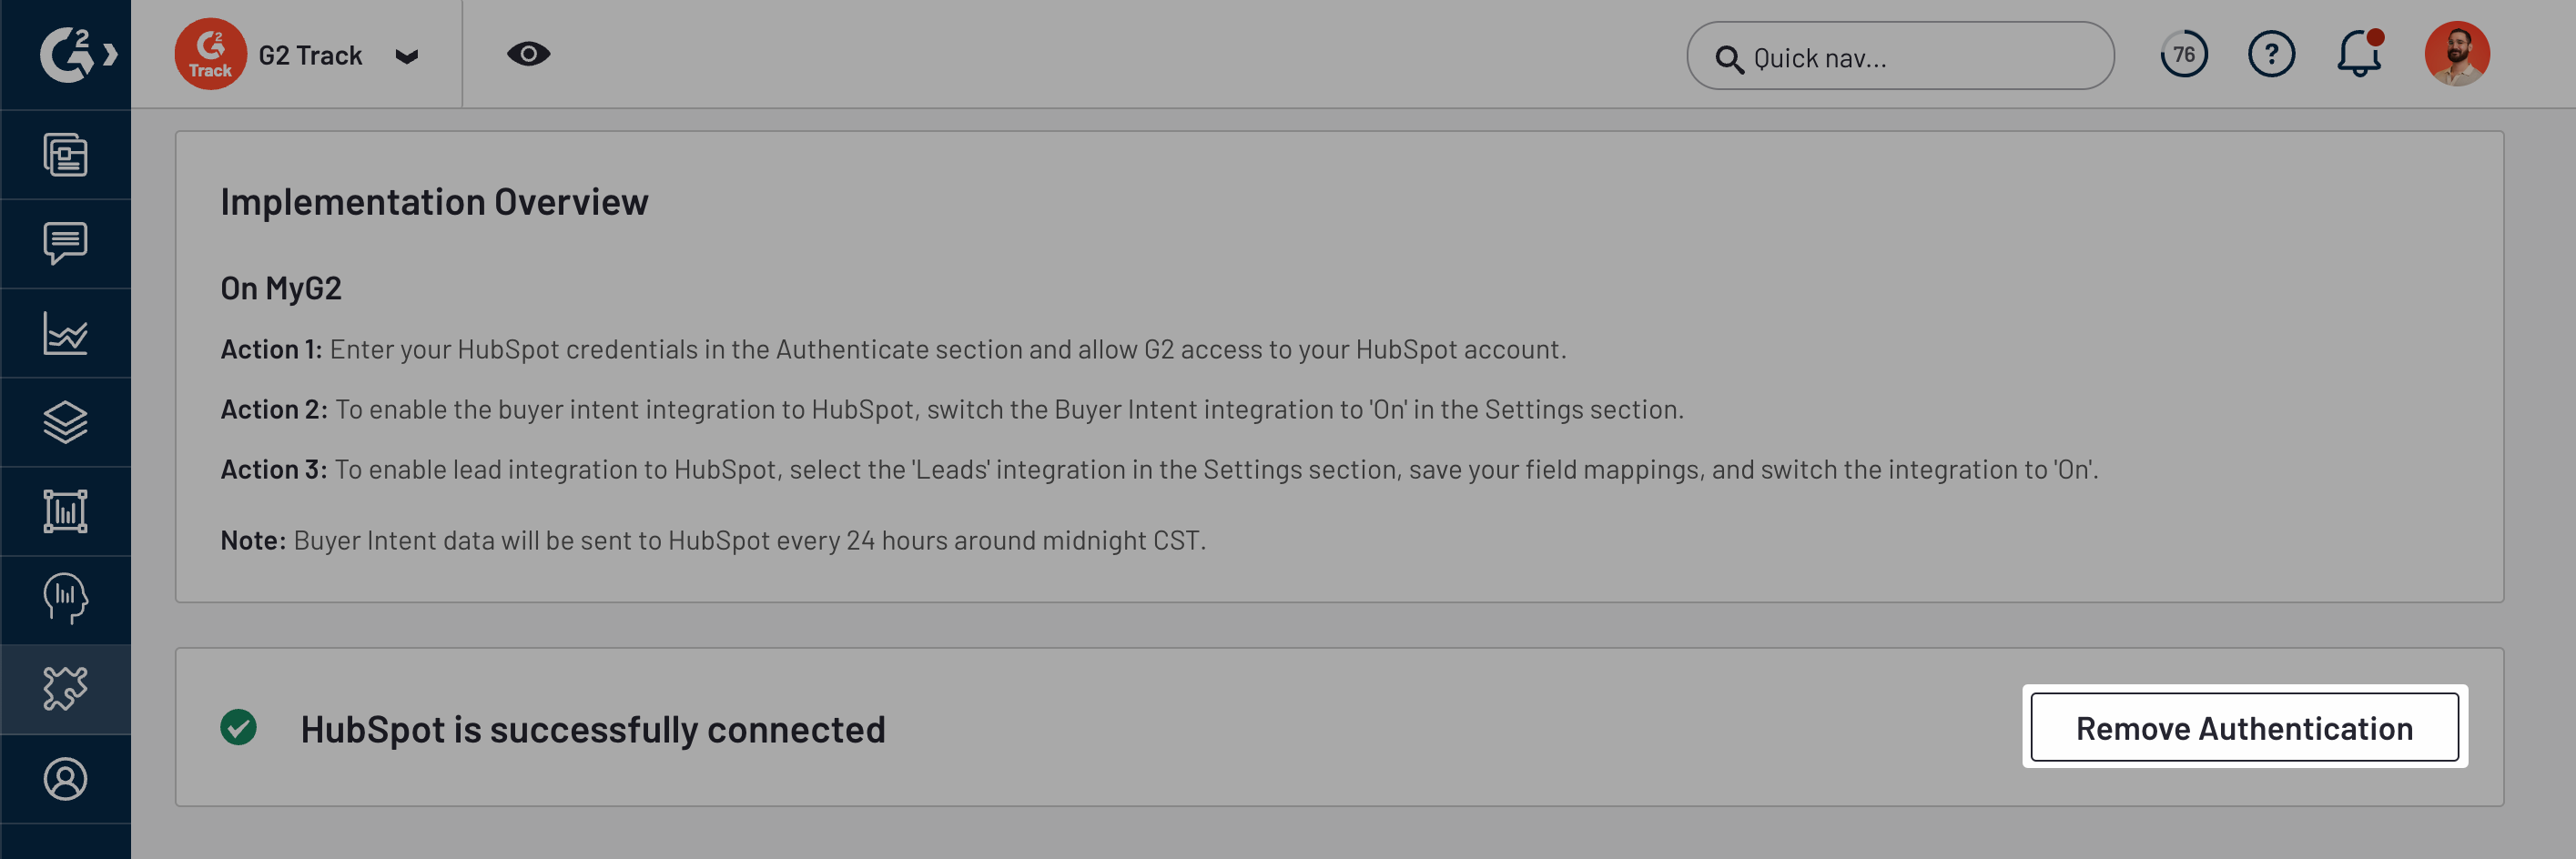 G2
G2
Track
G2 Track
Quick nav...
76
?
Implementation Overview
On MyG2
Action 1: Enter your HubSpot credentials in the Authenticate section and allow G2 access to your HubSpot account.
Action 2: To enable the buyer intent integration to HubSpot, switch the Buyer Intent integration to 'On' in the Settings section.
Action 3: To enable lead integration to HubSpot, select the 'Leads' integration in the Settings section, save your field mappings, and switch the integration to 'On'.
Note: Buyer Intent data will be sent to HubSpot every 24 hours around midnight CST.
HubSpot is successfully connected
Remove Authentication